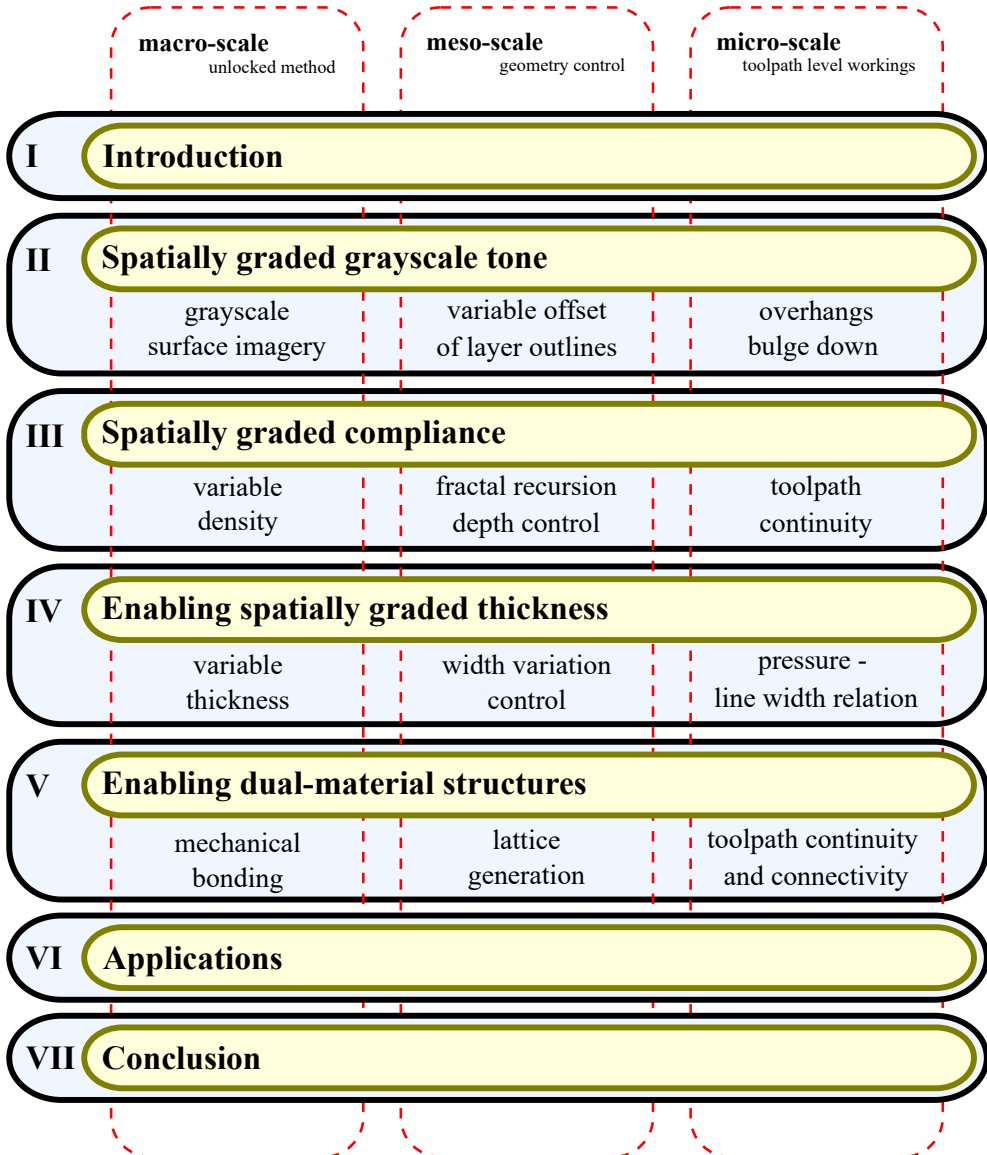 macro-scale
unlocked method
meso-scale
geometry control
micro-scale
toolpath level workings
I
Introduction
II
Spatially graded grayscale tone
grayscale
surface imagery
variable offset
of layer outlines
overhangs
bulge down
III
Spatially graded compliance
variable
density
fractal recursion
depth control
toolpath
continuity
IV
Enabling spatially graded thickness
variable
thickness
width variation
control
pressure -
line width relation
V
Enabling dual-material structures
mechanical
bonding
lattice
generation
toolpath continuity
and connectivity
VI
Applications
VII
Conclusion